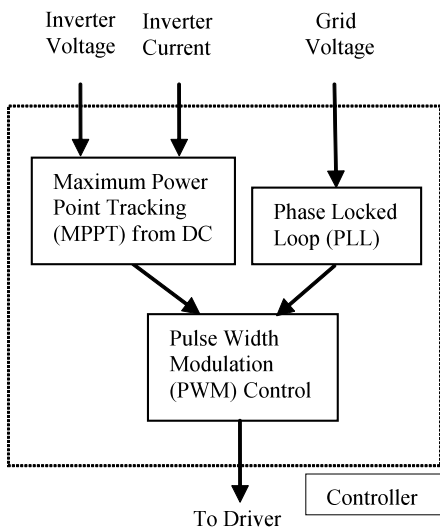 Inverter
Voltage
Inverter
Current
Grid
Voltage
Maximum Power
Point Tracking
(MPPT) from DC
Phase Locked
Loop (PLL)
Pulse Width
Modulation
(PWM) Control
Controller
To Driver